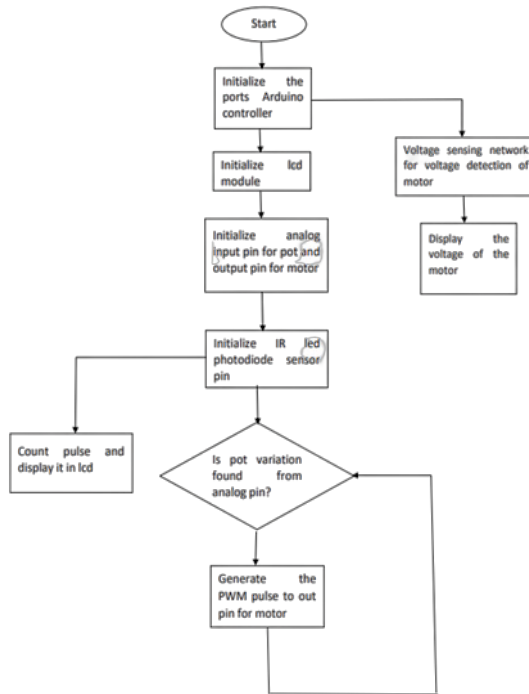 Start
Initialize the
ports Arduino
controller
Voltage sensing network
for voltage detection of
motor
Initialize lcd
module
Initialize analog
input pin for pot and
output pin for motor
Display the
voltage of the
motor
Initialize IR led
photodiode sensor
pin
Count pulse and
display it in lcd
Is pot variation
found from
analog pin?
Generate the
PWM pulse to out
pin for motor